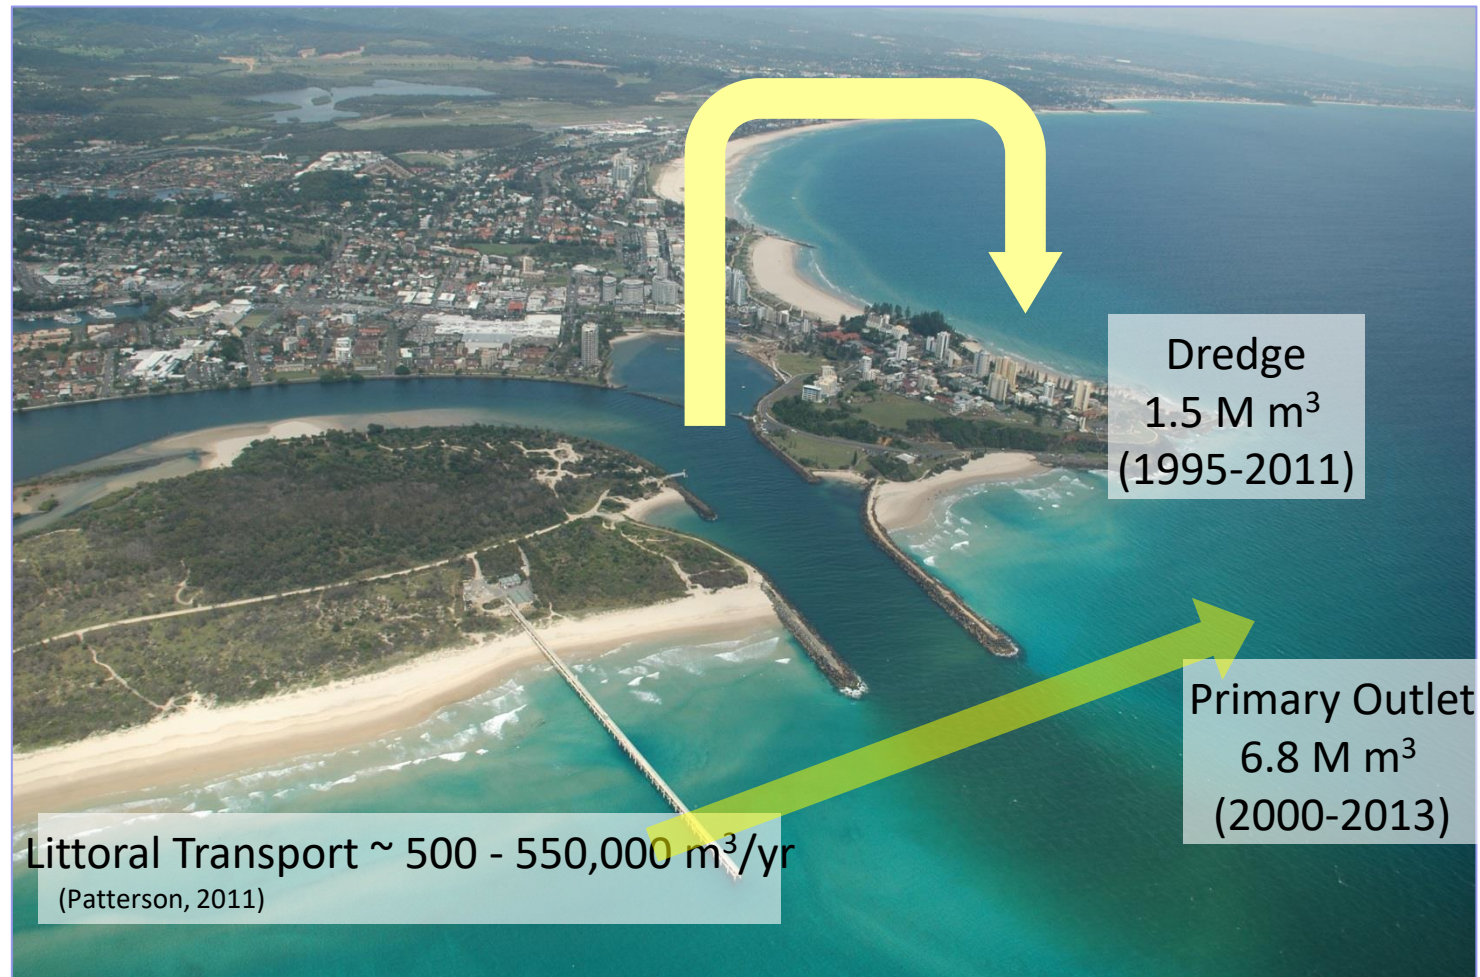 Dredge
1.5 M m³
(1995-2011)
Primary Outlet
6.8 M m³
(2000-2013)
Littoral Transport ~ 500 - 550,000 m³/yr
(Patterson, 2011)